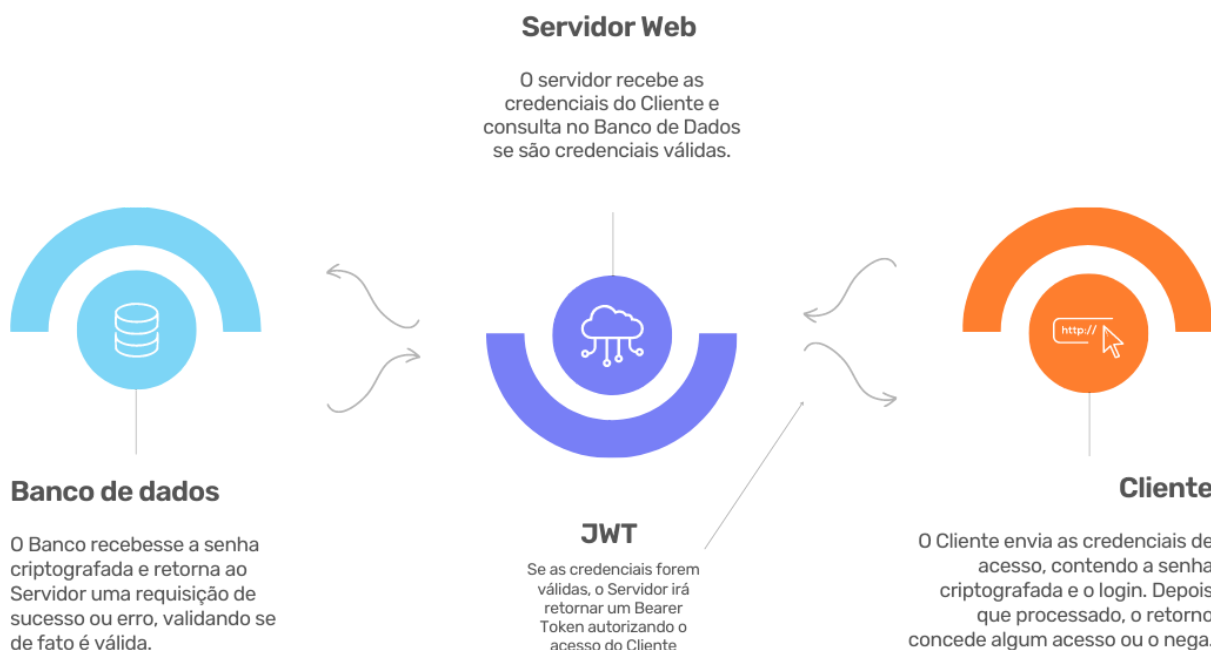 Servidor Web
O servidor recebe as
credenciais do Cliente e
consulta no Banco de Dados
se são credenciais válidas.
http://
Banco de dados
O Banco recebesse a senha
criptografada e retorna ao
Servidor uma requisição de
sucesso ou erro, validando se
de fato é válida.
JWT
Se as credenciais forem
válidas, o Servidor irá
retornar um Bearer
Token autorizando o
acesso do Cliente
Cliente
O Cliente envia as credenciais de
acesso, contendo a senha
criptografada e o login. Depois
que processado, o retorno
concede algum acesso ou o nega.